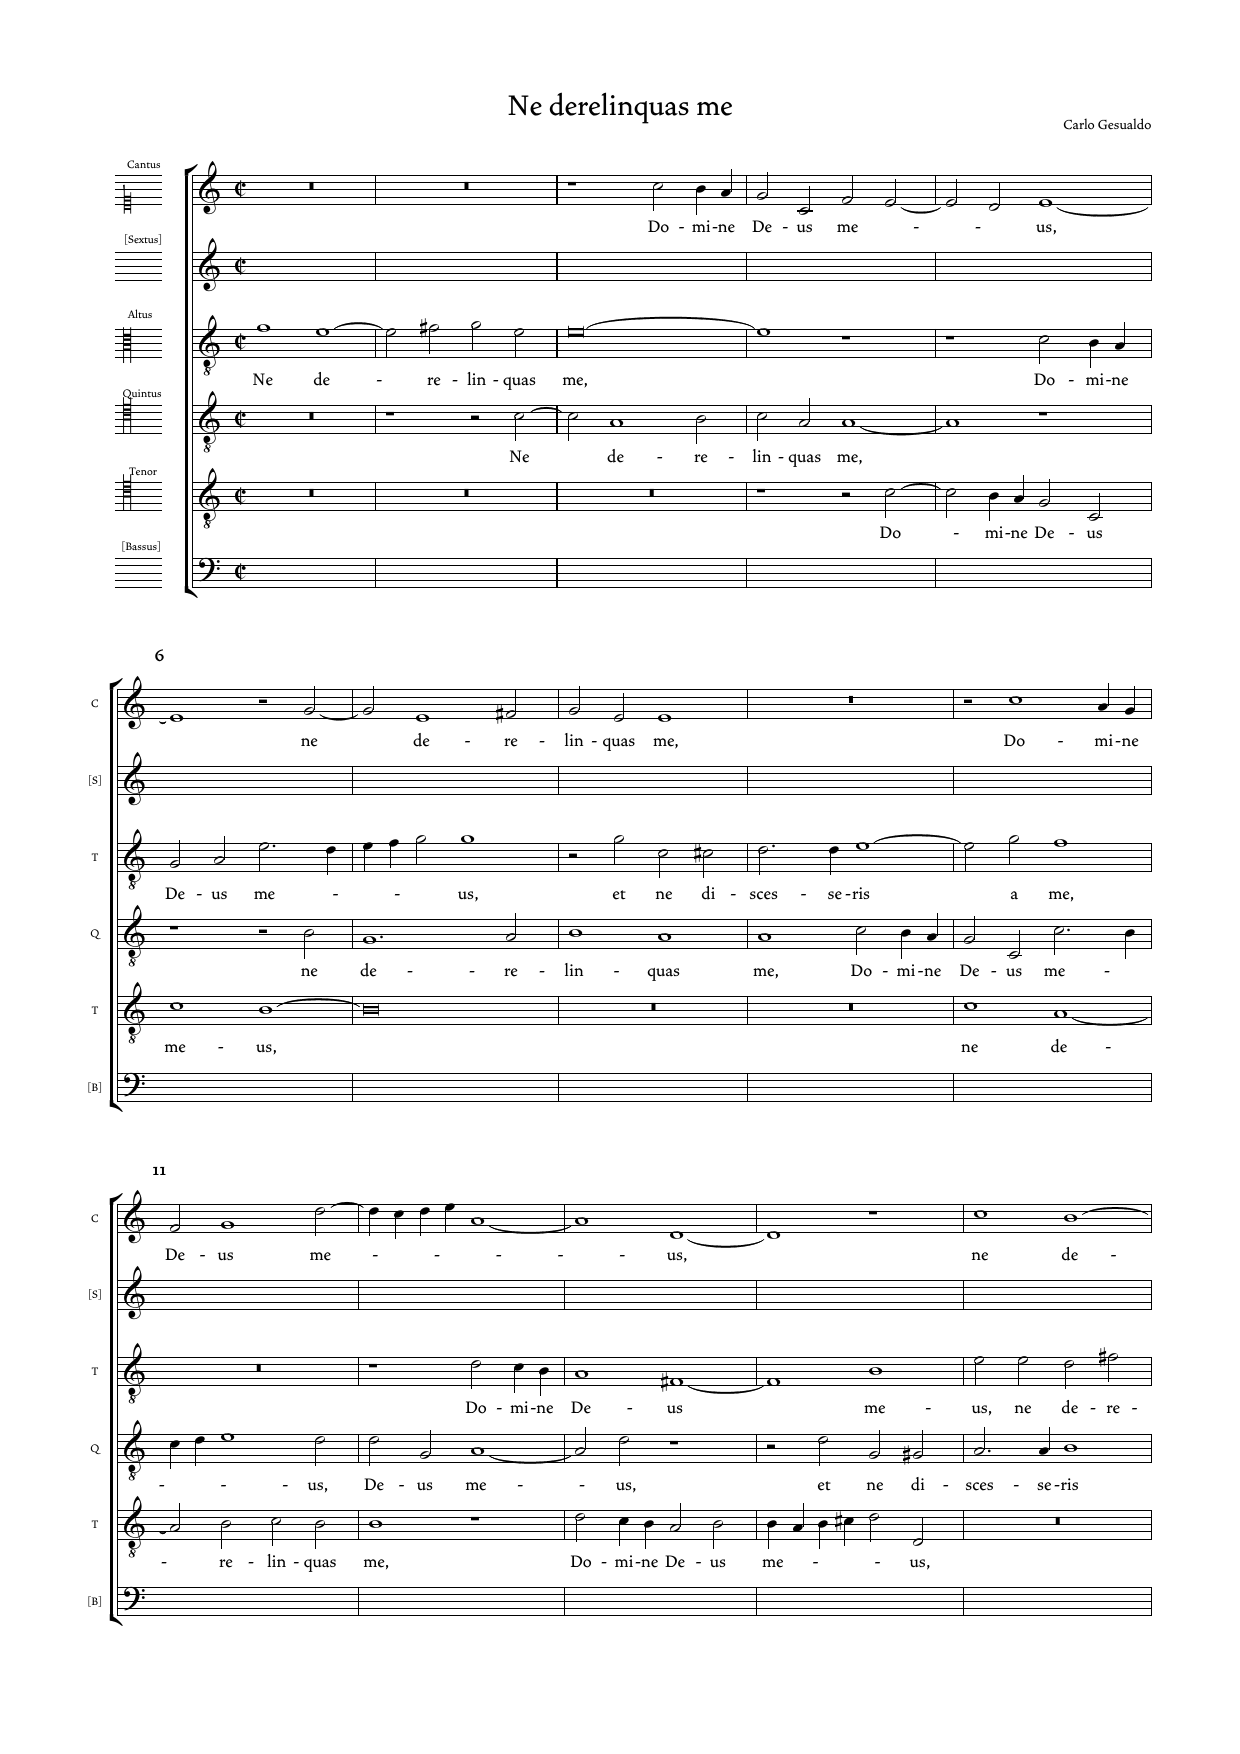 Ne derelinquas me
Carlo Gesualdo
Cantus
Do - mi-ne De - us me - - us,
[Sextus]
Altus
Ne de - re - lin - quas me, Do - mi-ne
Quintus
Ne de - re - lin - quas me,
Tenor
Do - mi-ne De - us
[Bassus]
6
C
ne de - re - lin - quas me, Do - mi-ne
[S]
T
De - us me - - - us, et ne di - sces - se-ris a me,
Q
ne de - - re - lin - quas me, Do - mi-ne De - us me -
T
me - us, ne de -
[B]
11
C
De - us me - - - - - us, ne de -
[S]
T
Do - mi-ne De - us me - us, ne de - re -
Q
- - - us, De - us me - - us, et ne di - sces - se-ris
T
- re - lin - quas me, Do - mi-ne De - us me - - us,
[B]